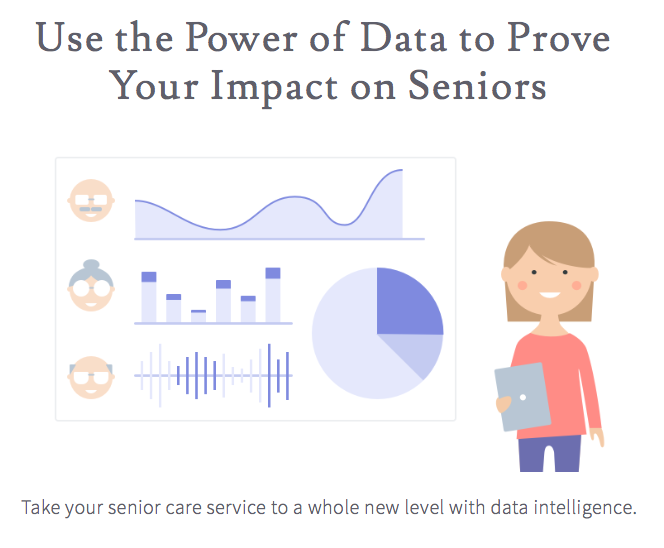 Use the Power of Data to Prove
Your Impact on Seniors
Take your senior care service to a whole new level with data intelligence.